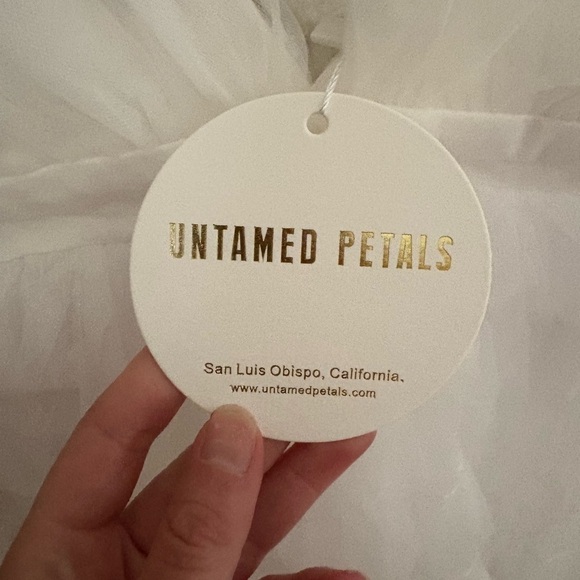 UNTAMED PETALS
San Luis Obispo, California、
www.untamedpetals.com